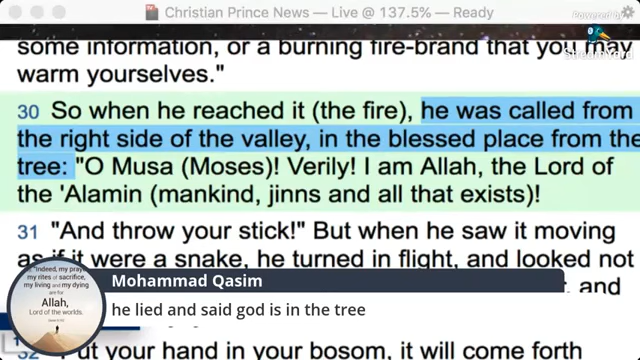 Christian Prince News — Live @ 137.5% — Ready
Powered by
StreamYard
some information, or a burning fire-brand that you may
warm yourselves."
30 So when he reached it (the fire), he was called from
the right side of the valley, in the blessed place from the
tree: "O Musa (Moses)! Verily! I am Allah, the Lord of
the 'Alamin (mankind, jinns and all that exists)!
31 "And throw your stick!" But when he saw it moving
as if it were a snake, he turned in flight, and looked not
and
"Indeed, my prayer,
my rites of sacrifice,
my living and my dying
are for
Allah,
Lord of the worlds.
Mohammad Qasim
he lied and said god is in the tree
32 "Put your hand in your bosom, it will come forth